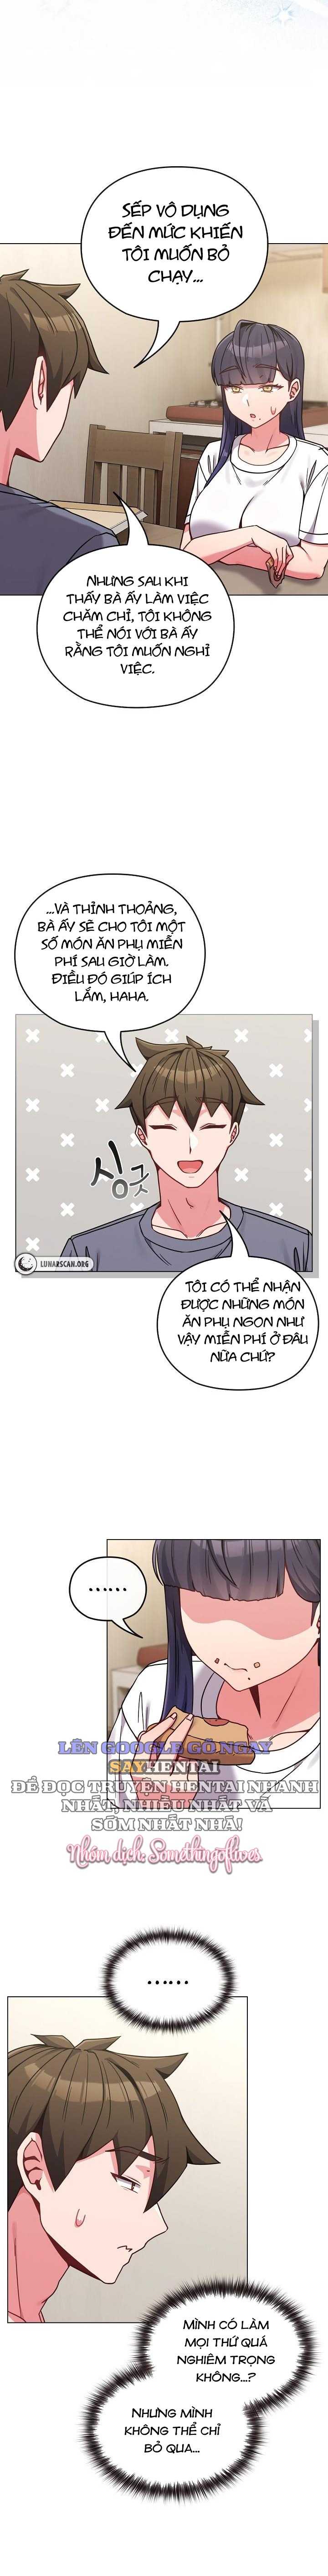 SẾP VÔ DỤNG
ĐẾN MỨC KHIẾN
TÔI MUỐN BỎ
CHẠY...
NHƯNG SAU KHI
THẤY BÀ ẤY LÀM VIỆC
CHĂM CHỈ, TÔI KHÔNG
THỂ NÓI VỚI BÀ ẤY
RẰNG TÔI MUỐN NGHỈ
VIỆC.
...VÀ THỈNH THOẢNG,
BÀ ẤY SẼ CHO TÔI MỘT
SỐ MÓN ĂN PHỤ MIỄN
PHÍ SAU GIỜ LÀM.
ĐIỀU ĐÓ GIÚP ÍCH
LẮM, HAHA.
싱긋
LUNARSCAN.ORG
TÔI CÓ THỂ NHẬN
ĐƯỢC NHỮNG MÓN
ĂN PHỤ NGON NHƯ
VẬY MIỄN PHÍ Ở ĐÂU
NỮA CHỨ?
......
LÊN GOOGLE GÕ NGAY
SAYHENTAI
ĐỂ ĐỌC TRUYỆN HENTAI NHANH
NHẤT, NHIỀU NHẤT VÀ
SỚM NHẤT NHÁ!
Nhóm dịch: Somethingoflaves
......
MÌNH CÓ LÀM
MỌI THỨ QUÁ
NGHIÊM TRỌNG
KHÔNG...?
NHƯNG MÌNH
KHÔNG THỂ CHỈ
BỎ QUA...